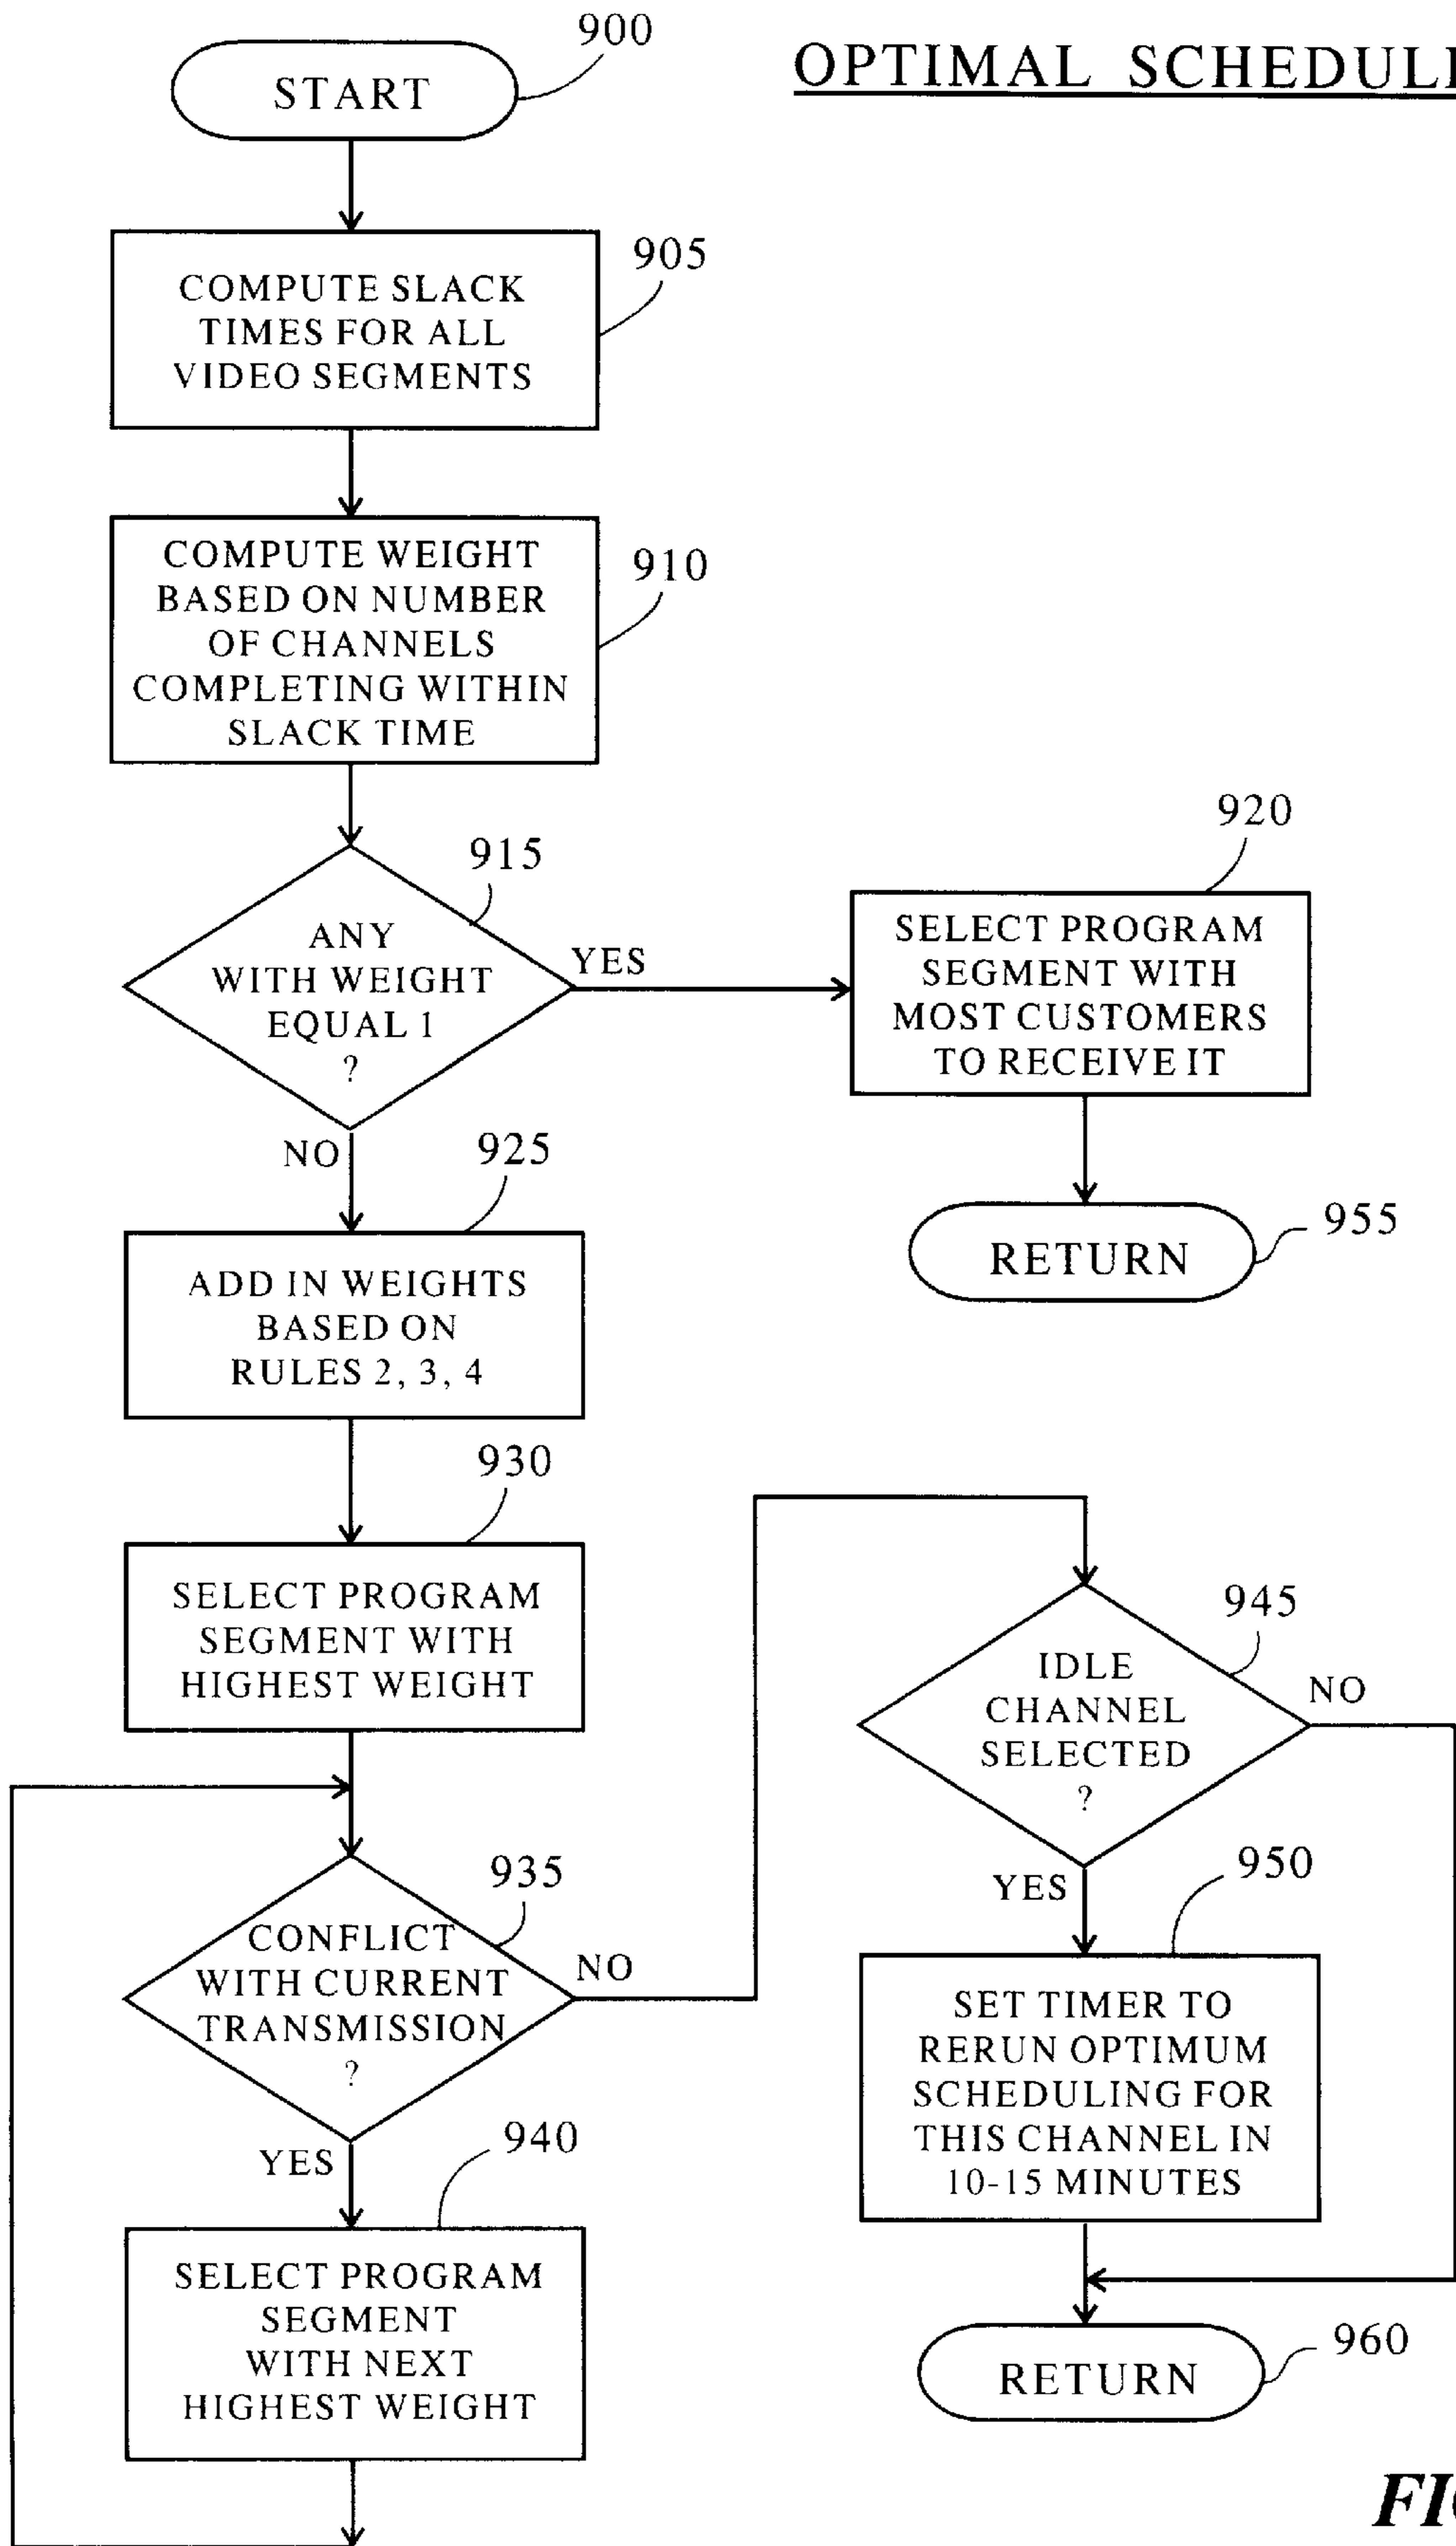 900
START
OPTIMAL SCHEDULI
905
COMPUTE SLACK
TIMES FOR ALL
VIDEO SEGMENTS
910
COMPUTE WEIGHT
BASED ON NUMBER
OF CHANNELS
COMPLETING WITHIN
SLACK TIME
915
ANY
WITH WEIGHT
EQUAL 1
?
YES
NO
920
SELECT PROGRAM
SEGMENT WITH
MOST CUSTOMERS
TO RECEIVE IT
955
RETURN
925
ADD IN WEIGHTS
BASED ON
RULES 2, 3, 4
930
SELECT PROGRAM
SEGMENT WITH
HIGHEST WEIGHT
935
CONFLICT
WITH CURRENT
TRANSMISSION
?
NO
YES
940
SELECT PROGRAM
SEGMENT
WITH NEXT
HIGHEST WEIGHT
945
IDLE
CHANNEL
SELECTED
?
NO
YES
950
SET TIMER TO
RERUN OPTIMUM
SCHEDULING FOR
THIS CHANNEL IN
10-15 MINUTES
960
RETURN